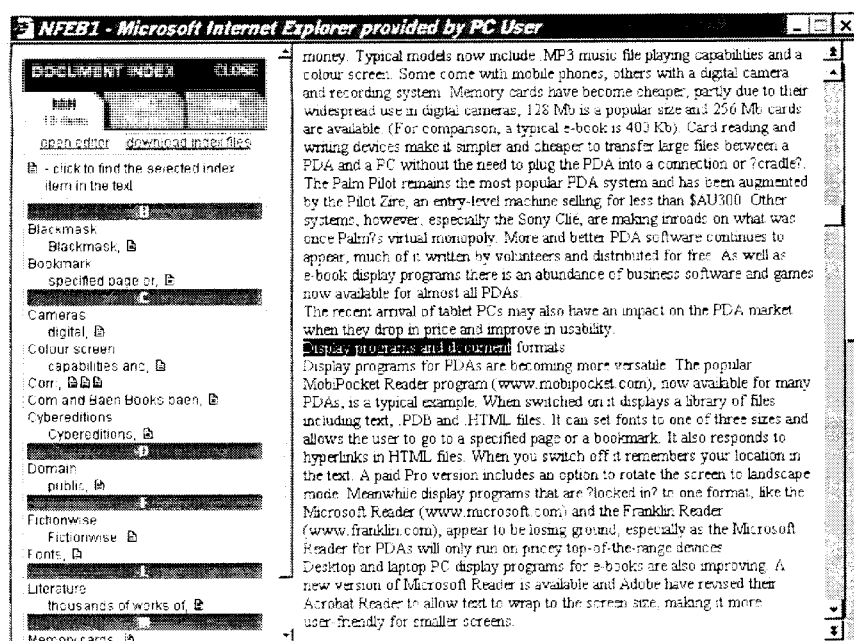 NFEB1 - Microsoft Internet Explorer provided by PC User
DOCUMENT INDEX CLOSE
open editor download index files
- click to find the selected index
item in the text
B
Blackmask
Blackmask,
Bookmark
specified page or,
C
Cameras
digital,
Colour screen
capabilities and,
Com,
Com and Baen Books baen,
Cybereditions
Cybereditions,
D
Domain
public,
Fictionwise
Fictionwise
Fonts,
L
Literature
thousands of works of,
Memory cards,
money. Typical models now include .MP3 music file playing capabilities and a
colour screen. Some come with mobile phones, others with a digital camera
and recording system. Memory cards have become cheaper, partly due to their
widespread use in digital cameras, 128 Mb is a popular size and 256 Mb cards
are available. (For comparison, a typical e-book is 400 Kb). Card reading and
writing devices make it simpler and cheaper to transfer large files between a
PDA and a PC without the need to plug the PDA into a connection or ?cradle?.
The Palm Pilot remains the most popular PDA system and has been augmented
by the Pilot Zire, an entry-level machine selling for less than $AU300. Other
systems, however, especially the Sony Clié, are making inroads on what was
once Palm?s virtual monopoly. More and better PDA software continues to
appear, much of it written by volunteers and distributed for free. As well as
e-book display programs there is an abundance of business software and games
now available for almost all PDAs.
The recent arrival of tablet PCs may also have an impact on the PDA market
when they drop in price and improve in usability.
Display programs and document formats
Display programs for PDAs are becoming more versatile. The popular
MobiPocket Reader program (www.mobipocket.com), now available for many
PDAs, is a typical example. When switched on it displays a library of files
including text, .PDB and .HTML files. It can set fonts to one of three sizes and
allows the user to go to a specified page or a bookmark. It also responds to
hyperlinks in HTML files. When you switch off it remembers your location in
the text. A paid Pro version includes an option to rotate the screen to landscape
mode. Meanwhile display programs that are ?locked in? to one format, like the
Microsoft Reader (www.microsoft.com) and the Franklin Reader
(www.franklin.com), appear to be losing ground, especially as the Microsoft
Reader for PDAs will only run on pricey top-of-the-range devices.
Desktop and laptop PC display programs for e-books are also improving. A
new version of Microsoft Reader is available and Adobe have revised their
Acrobat Reader to allow text to wrap to the screen size, making it more
user-friendly for smaller screens.